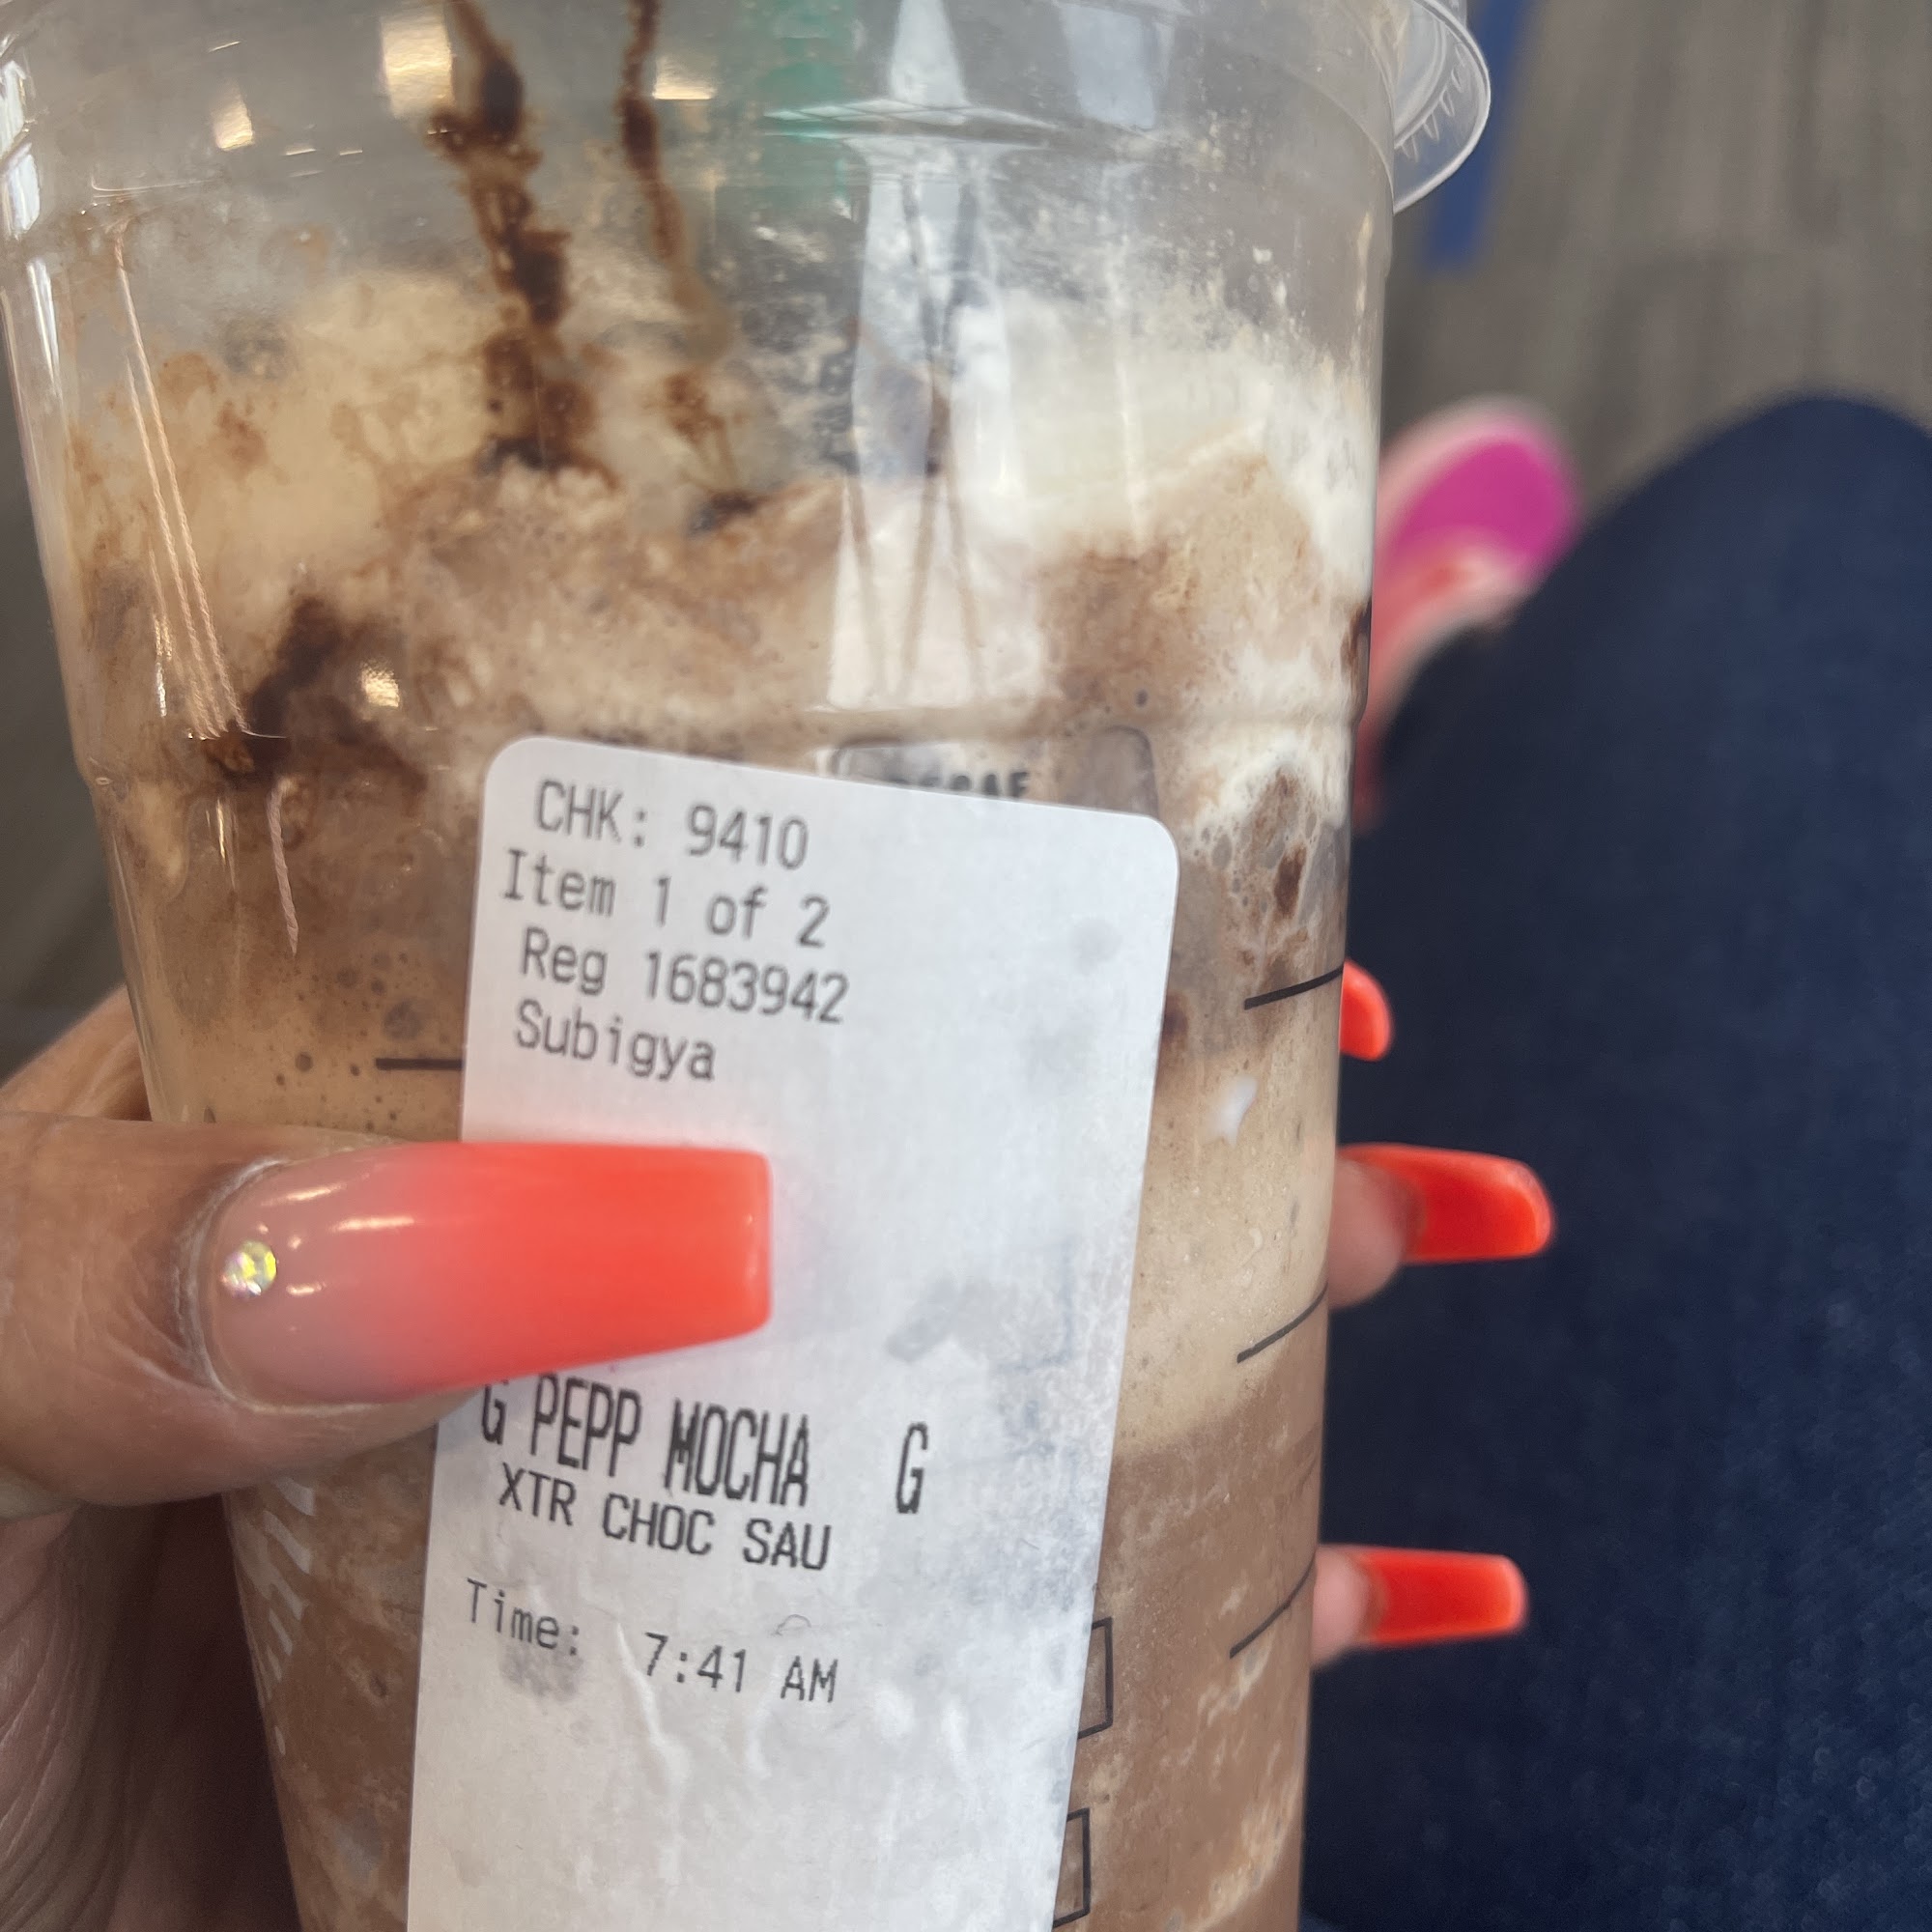 CHK: 9410
Item 1 of 2
Reg 1683942
Subigya
G PEPP MOCHA G
XTR CHOC SAU
Time: 7:41 AM